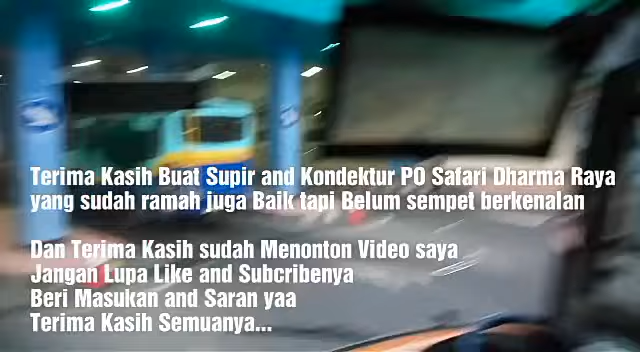 Terima Kasih Buat Supir and Kondektur PO Safari Dharma Raya
yang sudah ramah juga Baik tapi Belum sempet berkenalan
Dan Terima Kasih sudah Menonton Video saya
Jangan Lupa Like and Subcribenya
Beri Masukan and Saran yaa
Terima Kasih Semuanya...